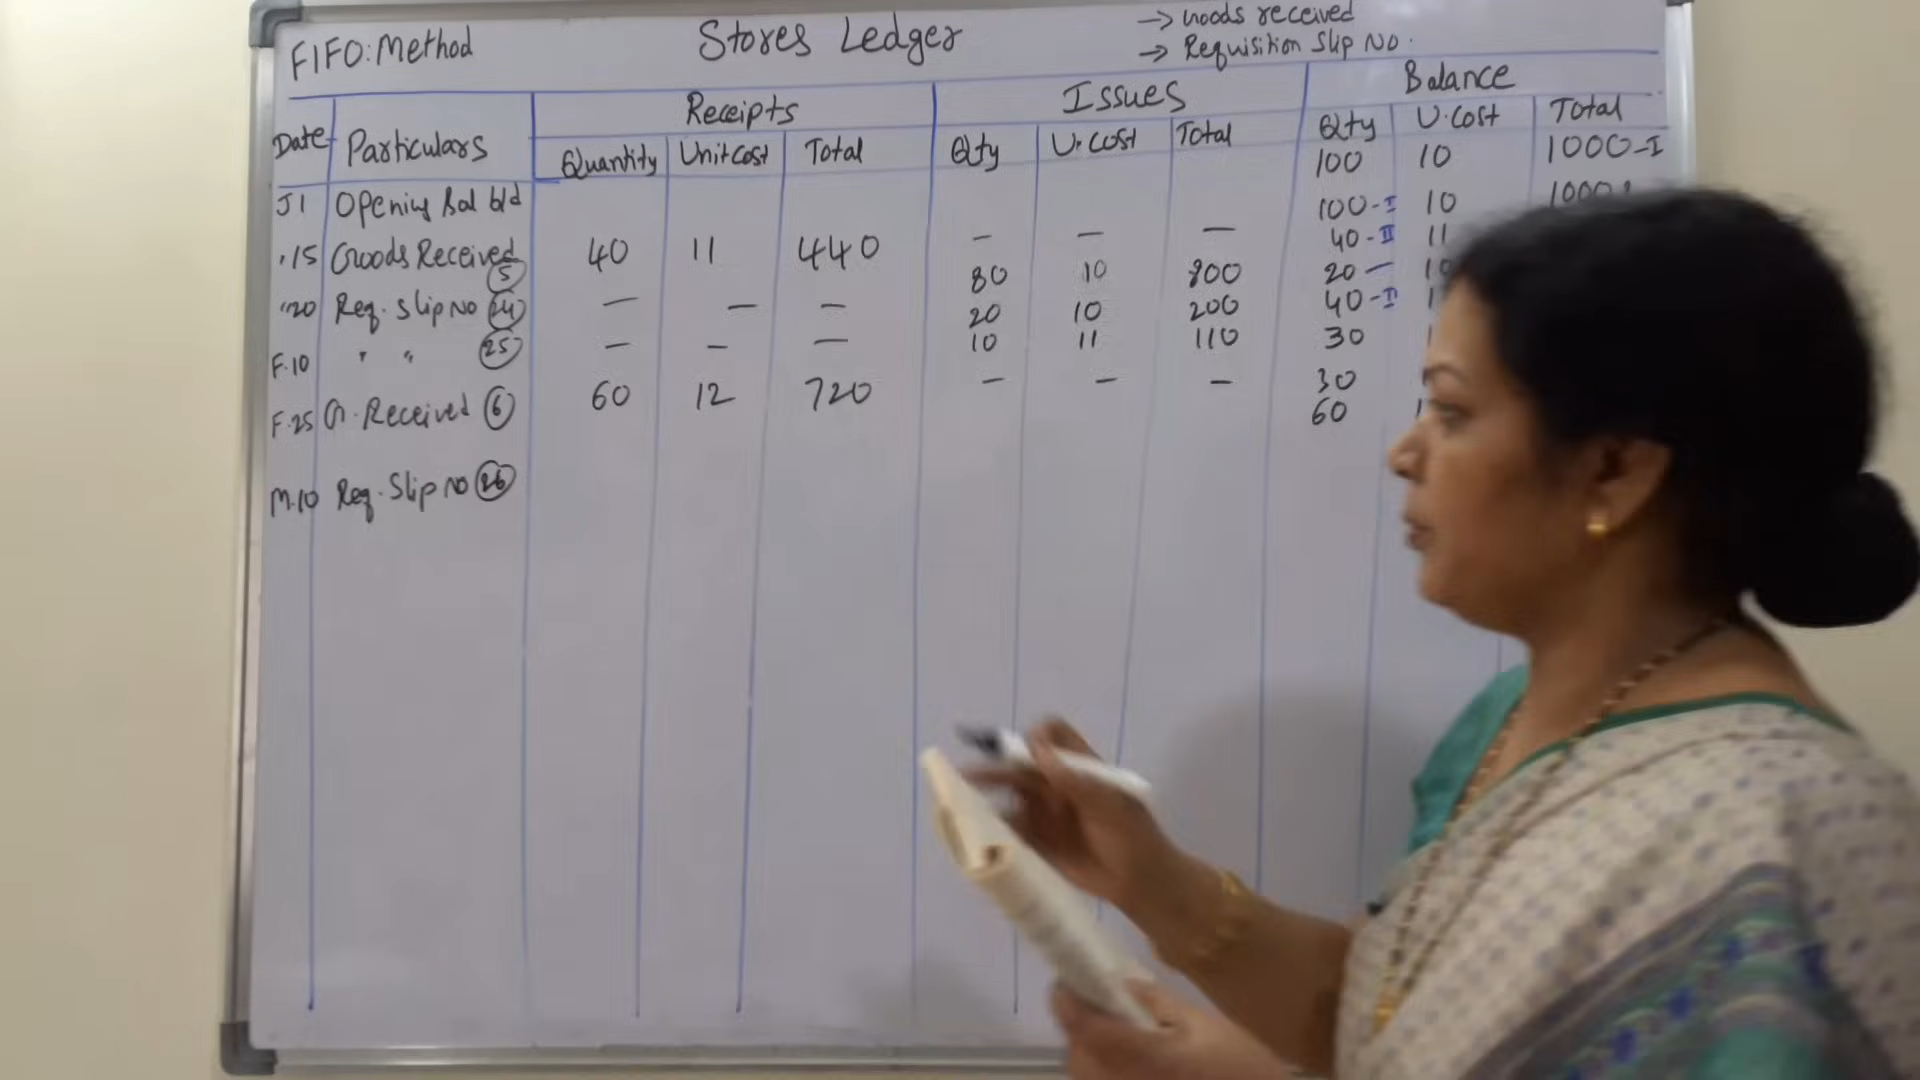 FIFO: Method Stores Ledger → Goods received
→ Requisition Slip No.
Date Particulars Receipts Issues Balance
Quantity Unit cost Total Qty U. Cost Total Qty U. Cost Total
100 10 1000 - I
J1 Opening Bal b/d
100 - I 10 1000
" 15 Goods Received (5) 40 11 440 — — — 40 - II 11
80 10 800 20 — 10
" 20 Req. Slip No (24) — — — 40 - II
20 10 200
F. 10 " " (25) — — — 10 11 110 30
F. 25 G. Received (6) 60 12 720 — — — 30
60
M. 10 Req. Slip No (26)